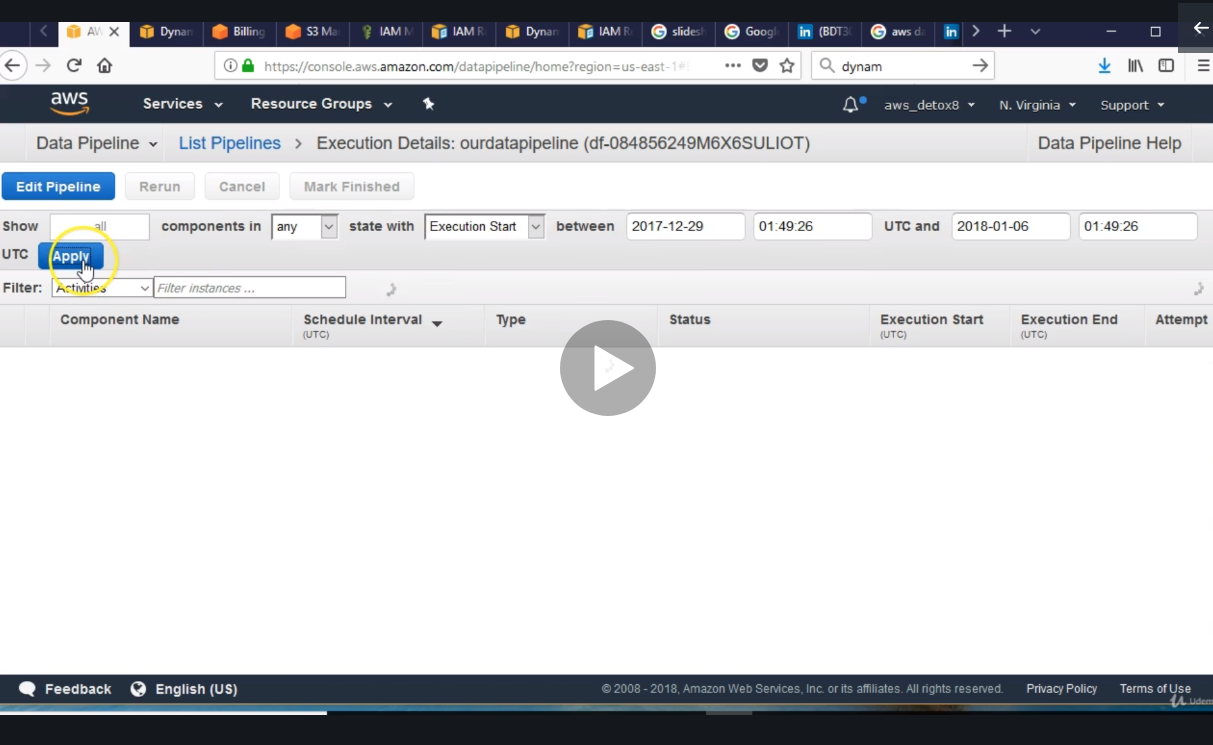 AW Dynam Billing S3 Ma IAM M IAM R Dynam IAM R slidesh Googl (BDT30 aws da
https://console.aws.amazon.com/datapipeline/home?region=us-east-1# dynam
aws Services Resource Groups aws_detox8 N. Virginia Support
Data Pipeline List Pipelines > Execution Details: ourdatapipeline (df-084856249M6X6SULIOT) Data Pipeline Help
Edit Pipeline Rerun Cancel Mark Finished
Show all components in any state with Execution Start between 2017-12-29 01:49:26 UTC and 2018-01-06 01:49:26
UTC Apply
Filter: Activities Filter instances ...
Component Name Schedule Interval Type Status Execution Start Execution End Attempt
(UTC) (UTC) (UTC)
Feedback English (US) © 2008 - 2018, Amazon Web Services, Inc. or its affiliates. All rights reserved. Privacy Policy Terms of Use
Udem